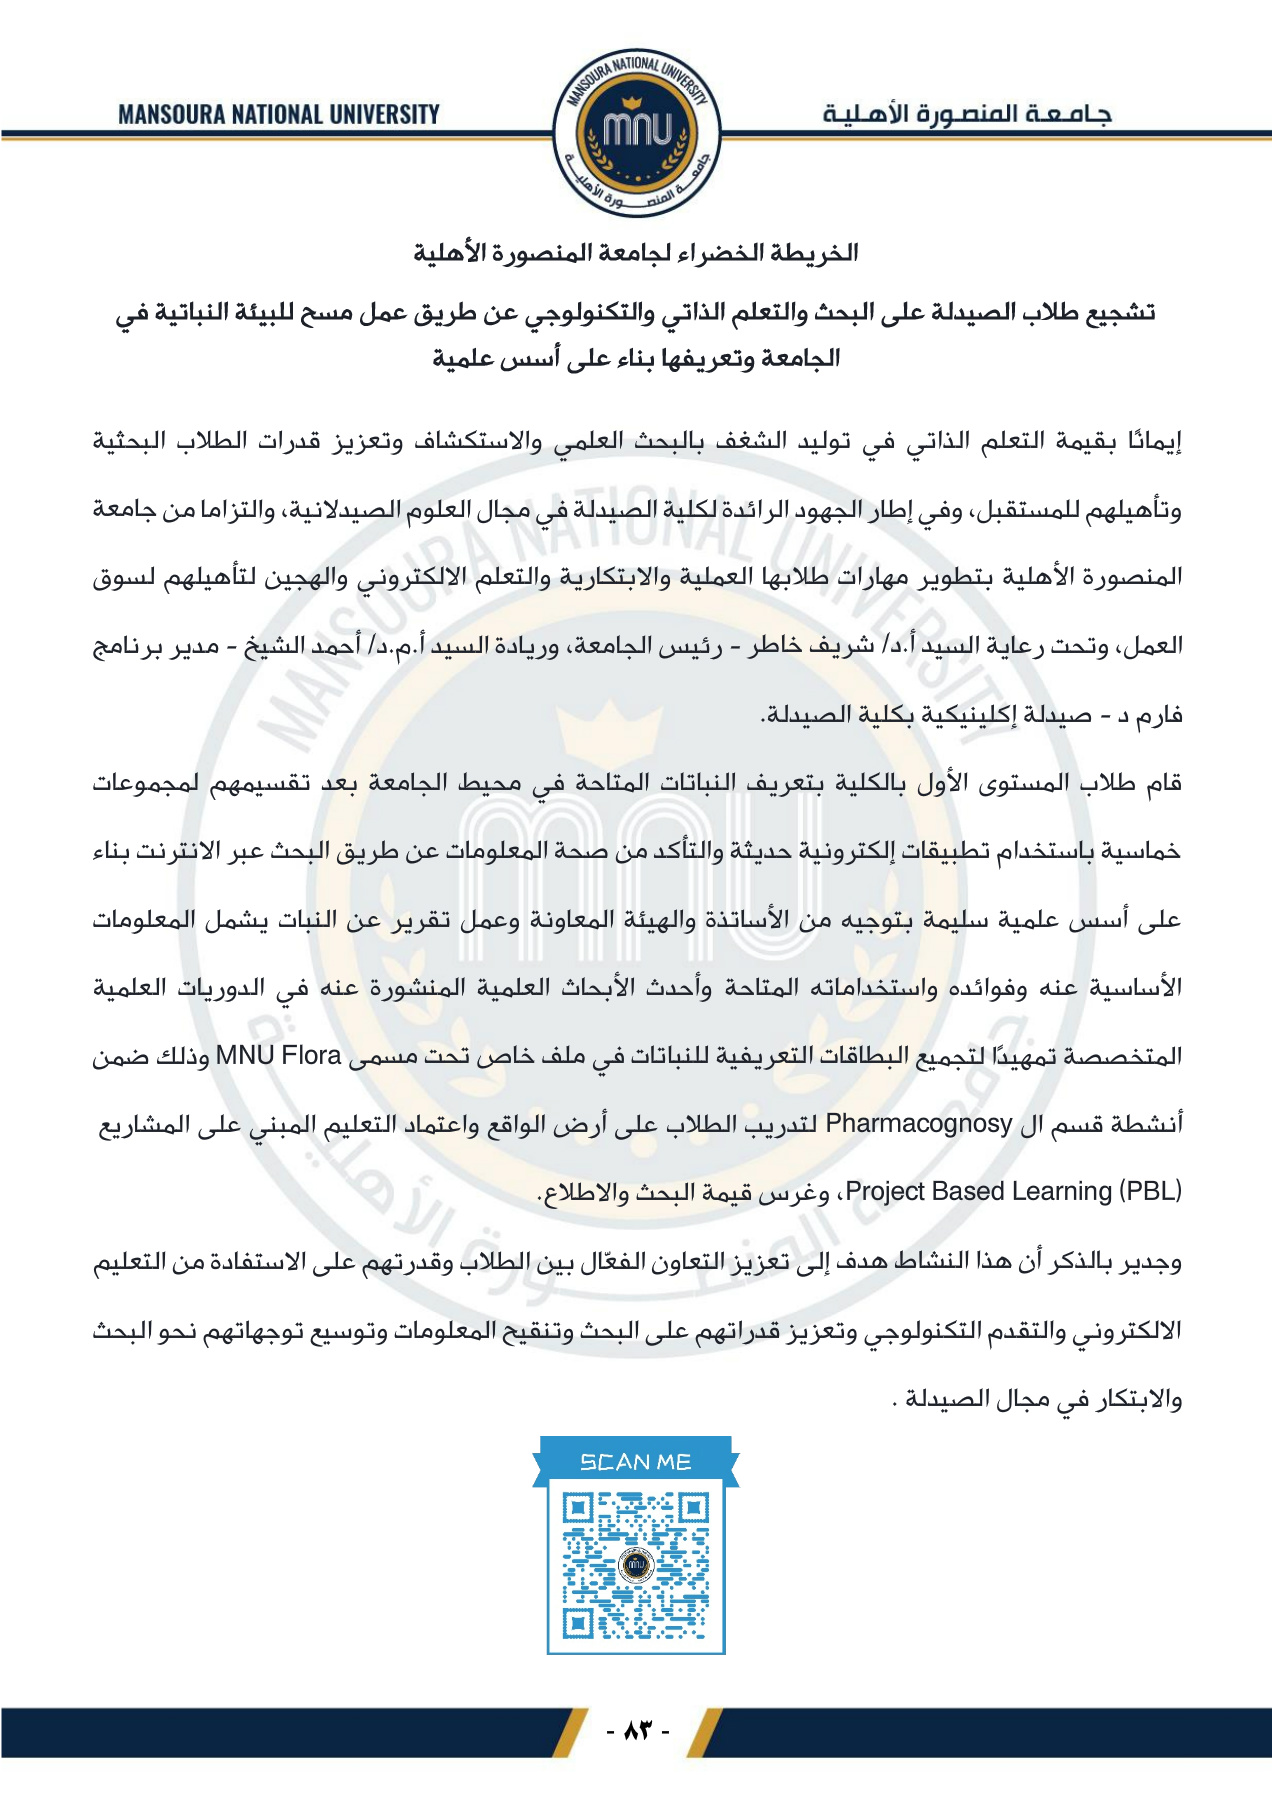 MANSOURA NATIONAL UNIVERSITY
جامعة المنصورة الأهلية
MANSOURA NATIONAL UNIVERSITY
mnu
جامعة المنصورة الأهلية
الخريطة الخضراء لجامعة المنصورة الأهلية
تشجيع طلاب الصيدلة على البحث والتعلم الذاتي والتكنولوجي عن طريق عمل مسح للبيئة النباتية في
الجامعة وتعريفها بناء على أسس علمية
إيمانًا بقيمة التعلم الذاتي في توليد الشغف بالبحث العلمي والاستكشاف وتعزيز قدرات الطلاب البحثية
وتأهيلهم للمستقبل، وفي إطار الجهود الرائدة لكلية الصيدلة في مجال العلوم الصيدلانية، والتزاما من جامعة
المنصورة الأهلية بتطوير مهارات طلابها العملية والابتكارية والتعلم الالكتروني والهجين لتأهيلهم لسوق
العمل، وتحت رعاية السيد أ.د/ شريف خاطر - رئيس الجامعة، وريادة السيد أ.م.د/ أحمد الشيخ - مدير برنامج
فارم د - صيدلة إكلينيكية بكلية الصيدلة.
قام طلاب المستوى الأول بالكلية بتعريف النباتات المتاحة في محيط الجامعة بعد تقسيمهم لمجموعات
خماسية باستخدام تطبيقات إلكترونية حديثة والتأكد من صحة المعلومات عن طريق البحث عبر الانترنت بناء
على أسس علمية سليمة بتوجيه من الأساتذة والهيئة المعاونة وعمل تقرير عن النبات يشمل المعلومات
الأساسية عنه وفوائده واستخداماته المتاحة وأحدث الأبحاث العلمية المنشورة عنه في الدوريات العلمية
المتخصصة تمهيدًا لتجميع البطاقات التعريفية للنباتات في ملف خاص تحت مسمى MNU Flora وذلك ضمن
أنشطة قسم ال Pharmacognosy لتدريب الطلاب على أرض الواقع واعتماد التعليم المبني على المشاريع
Project Based Learning (PBL)، وغرس قيمة البحث والاطلاع.
وجدير بالذكر أن هذا النشاط هدف إلى تعزيز التعاون الفعّال بين الطلاب وقدرتهم على الاستفادة من التعليم
الالكتروني والتقدم التكنولوجي وتعزيز قدراتهم على البحث وتنقيح المعلومات وتوسيع توجهاتهم نحو البحث
والابتكار في مجال الصيدلة .
SCAN ME
- ٨٣ -